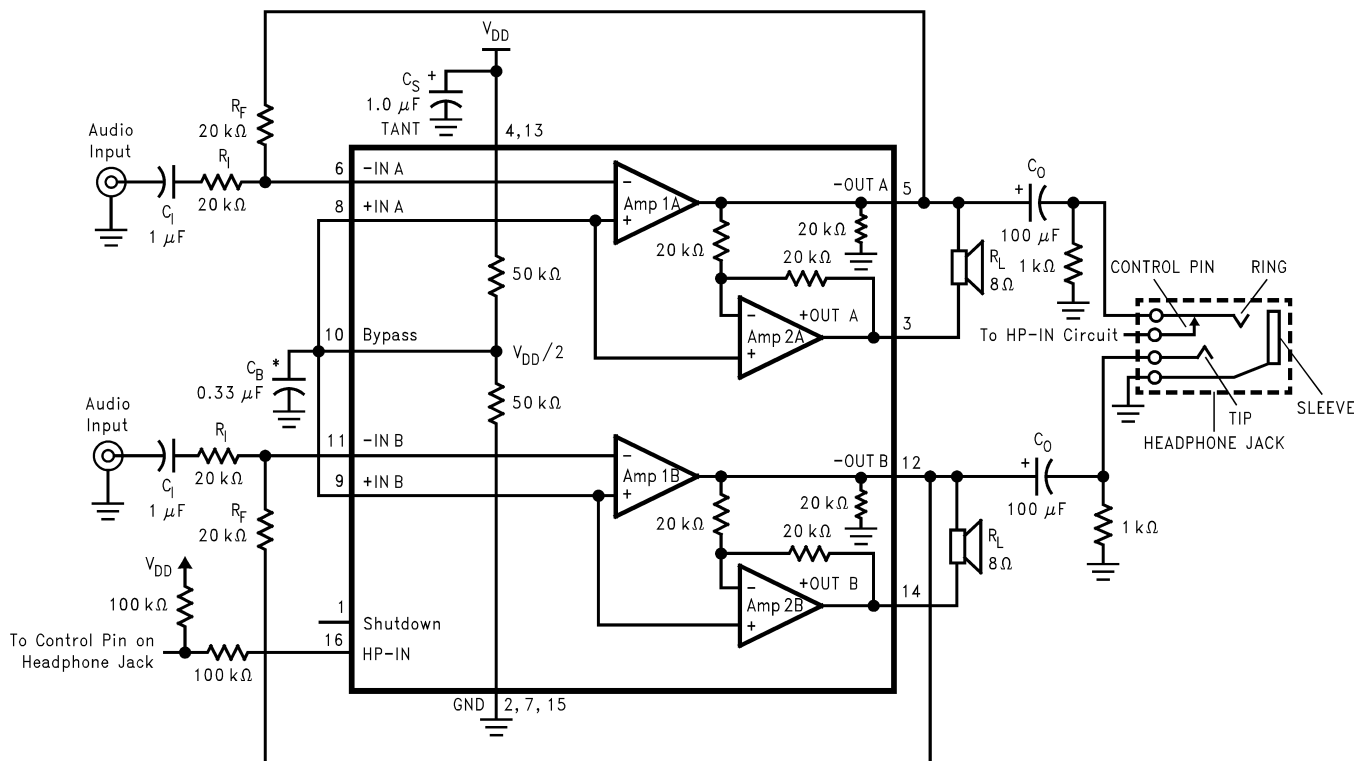 V_DD
C_S +
1.0 µF
TANT
4, 13
Audio
Input
R_F
20 kΩ
R_I
20 kΩ
C_I
1 µF
6
-IN A
8
+IN A
−
+
Amp 1A
-OUT A
5
20 kΩ
20 kΩ
20 kΩ
−
+
Amp 2A
+OUT A
3
R_L
8Ω
C_O
+
100 µF
1 kΩ
CONTROL PIN
RING
To HP-IN Circuit
TIP
SLEEVE
HEADPHONE JACK
50 kΩ
10
Bypass
V_DD/2
C_B *
0.33 µF
50 kΩ
Audio
Input
R_I
20 kΩ
C_I
1 µF
R_F
20 kΩ
11
-IN B
9
+IN B
−
+
Amp 1B
-OUT B
12
20 kΩ
20 kΩ
20 kΩ
−
+
Amp 2B
+OUT B
14
R_L
8Ω
C_O
+
100 µF
1 kΩ
V_DD
100 kΩ
To Control Pin on
Headphone Jack
100 kΩ
1
Shutdown
16
HP-IN
GND
2, 7, 15